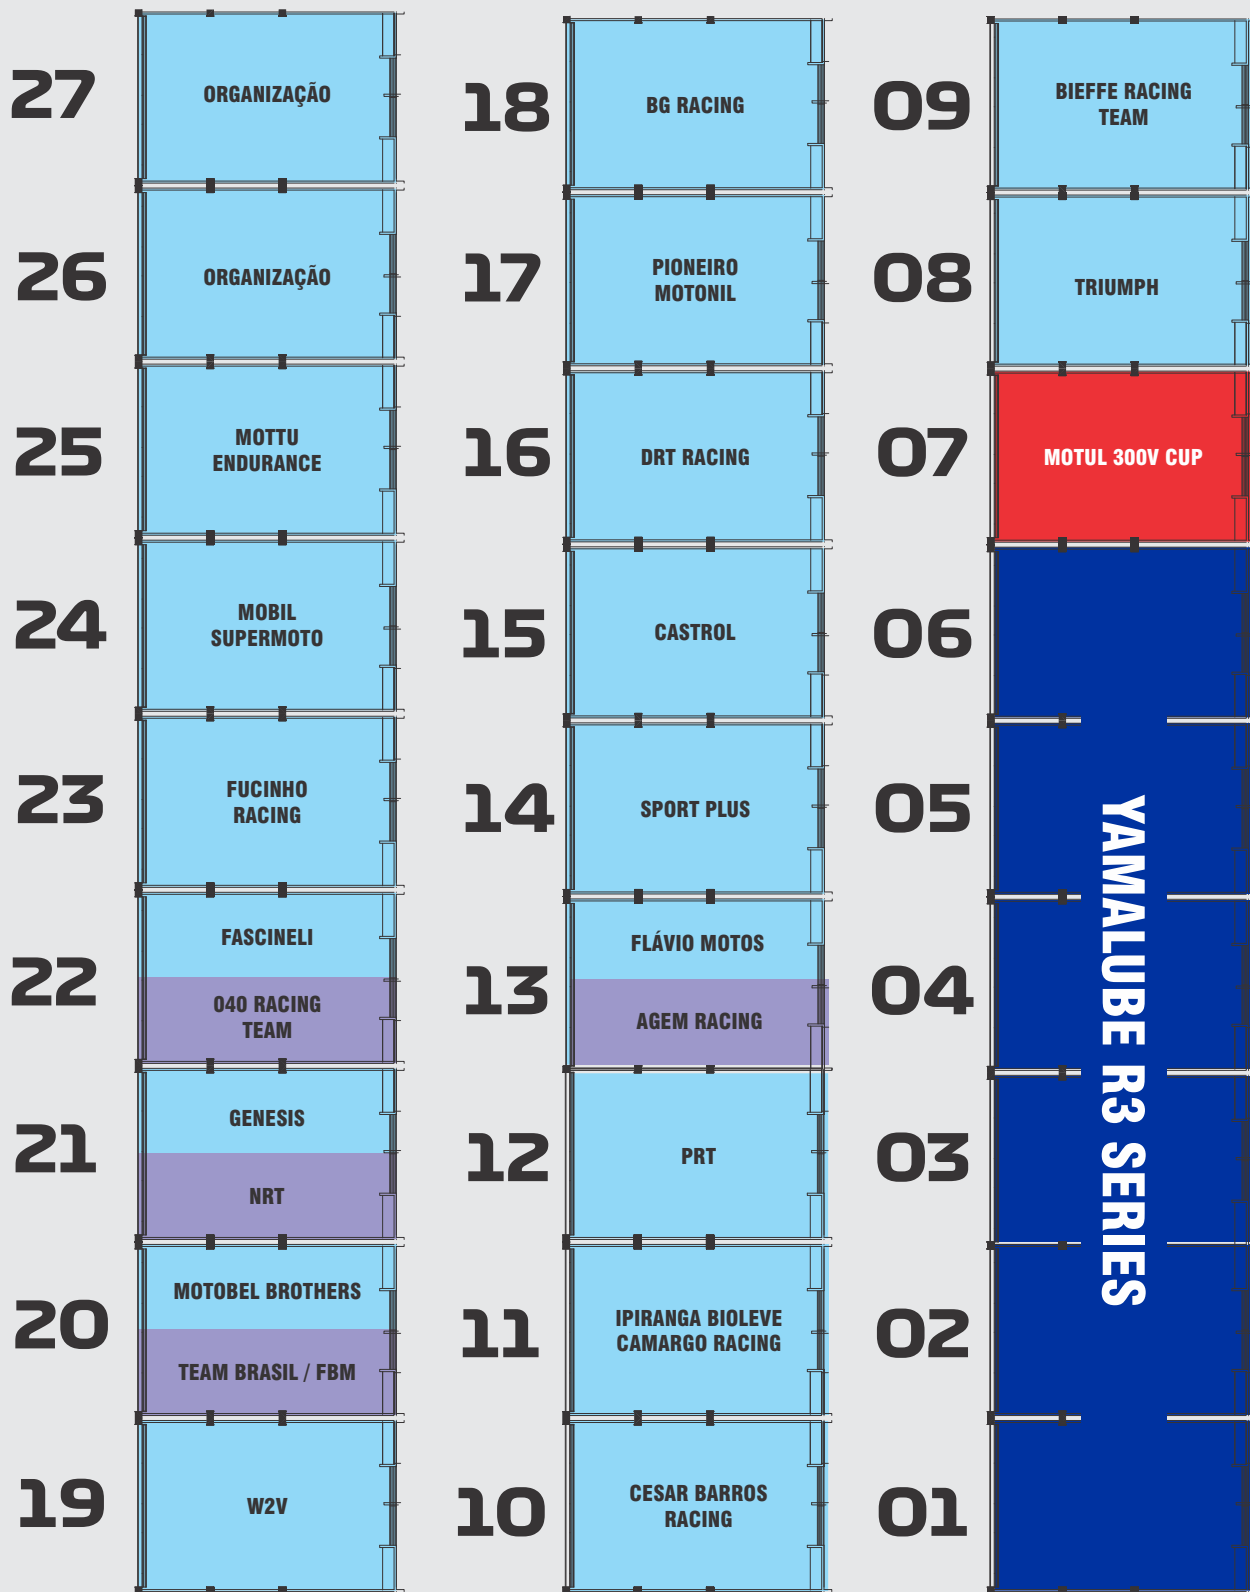 27
ORGANIZAÇÃO
26
ORGANIZAÇÃO
25
MOTTU
ENDURANCE
24
MOBIL
SUPERMOTO
23
FUCINHO
RACING
22
FASCINELI
040 RACING
TEAM
21
GENESIS
NRT
20
MOTOBEL BROTHERS
TEAM BRASIL / FBM
19
W2V
18
BG RACING
17
PIONEIRO
MOTONIL
16
DRT RACING
15
CASTROL
14
SPORT PLUS
13
FLÁVIO MOTOS
AGEM RACING
12
PRT
11
IPIRANGA BIOLEVE
CAMARGO RACING
10
CESAR BARROS
RACING
09
BIEFFE RACING
TEAM
08
TRIUMPH
07
MOTUL 300V CUP
06
05
04
03
02
01
YAMALUBE R3 SERIES